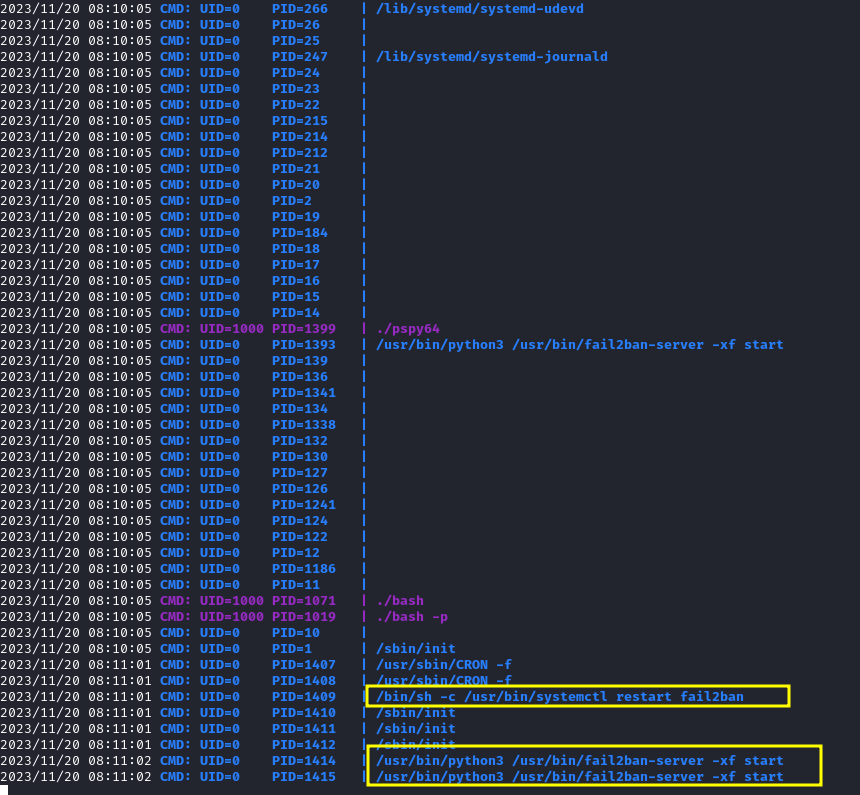 2023/11/20 08:10:05 CMD: UID=0    PID=266    | /lib/systemd/systemd-udevd
2023/11/20 08:10:05 CMD: UID=0    PID=26     |
2023/11/20 08:10:05 CMD: UID=0    PID=25     |
2023/11/20 08:10:05 CMD: UID=0    PID=247    | /lib/systemd/systemd-journald
2023/11/20 08:10:05 CMD: UID=0    PID=24     |
2023/11/20 08:10:05 CMD: UID=0    PID=23     |
2023/11/20 08:10:05 CMD: UID=0    PID=22     |
2023/11/20 08:10:05 CMD: UID=0    PID=215    |
2023/11/20 08:10:05 CMD: UID=0    PID=214    |
2023/11/20 08:10:05 CMD: UID=0    PID=212    |
2023/11/20 08:10:05 CMD: UID=0    PID=21     |
2023/11/20 08:10:05 CMD: UID=0    PID=20     |
2023/11/20 08:10:05 CMD: UID=0    PID=2      |
2023/11/20 08:10:05 CMD: UID=0    PID=19     |
2023/11/20 08:10:05 CMD: UID=0    PID=184    |
2023/11/20 08:10:05 CMD: UID=0    PID=18     |
2023/11/20 08:10:05 CMD: UID=0    PID=17     |
2023/11/20 08:10:05 CMD: UID=0    PID=16     |
2023/11/20 08:10:05 CMD: UID=0    PID=15     |
2023/11/20 08:10:05 CMD: UID=0    PID=14     |
2023/11/20 08:10:05 CMD: UID=1000 PID=1399   | ./pspy64
2023/11/20 08:10:05 CMD: UID=0    PID=1393   | /usr/bin/python3 /usr/bin/fail2ban-server -xf start
2023/11/20 08:10:05 CMD: UID=0    PID=139    |
2023/11/20 08:10:05 CMD: UID=0    PID=136    |
2023/11/20 08:10:05 CMD: UID=0    PID=1341   |
2023/11/20 08:10:05 CMD: UID=0    PID=134    |
2023/11/20 08:10:05 CMD: UID=0    PID=1338   |
2023/11/20 08:10:05 CMD: UID=0    PID=132    |
2023/11/20 08:10:05 CMD: UID=0    PID=130    |
2023/11/20 08:10:05 CMD: UID=0    PID=127    |
2023/11/20 08:10:05 CMD: UID=0    PID=126    |
2023/11/20 08:10:05 CMD: UID=0    PID=1241   |
2023/11/20 08:10:05 CMD: UID=0    PID=124    |
2023/11/20 08:10:05 CMD: UID=0    PID=122    |
2023/11/20 08:10:05 CMD: UID=0    PID=12     |
2023/11/20 08:10:05 CMD: UID=0    PID=1186   |
2023/11/20 08:10:05 CMD: UID=0    PID=11     |
2023/11/20 08:10:05 CMD: UID=1000 PID=1071   | ./bash
2023/11/20 08:10:05 CMD: UID=1000 PID=1019   | ./bash -p
2023/11/20 08:10:05 CMD: UID=0    PID=10     |
2023/11/20 08:10:05 CMD: UID=0    PID=1      | /sbin/init
2023/11/20 08:11:01 CMD: UID=0    PID=1407   | /usr/sbin/CRON -f
2023/11/20 08:11:01 CMD: UID=0    PID=1408   | /usr/sbin/CRON -f
2023/11/20 08:11:01 CMD: UID=0    PID=1409   | /bin/sh -c /usr/bin/systemctl restart fail2ban
2023/11/20 08:11:01 CMD: UID=0    PID=1410   | /sbin/init
2023/11/20 08:11:01 CMD: UID=0    PID=1411   | /sbin/init
2023/11/20 08:11:01 CMD: UID=0    PID=1412   | /sbin/init
2023/11/20 08:11:02 CMD: UID=0    PID=1414   | /usr/bin/python3 /usr/bin/fail2ban-server -xf start
2023/11/20 08:11:02 CMD: UID=0    PID=1415   | /usr/bin/python3 /usr/bin/fail2ban-server -xf start